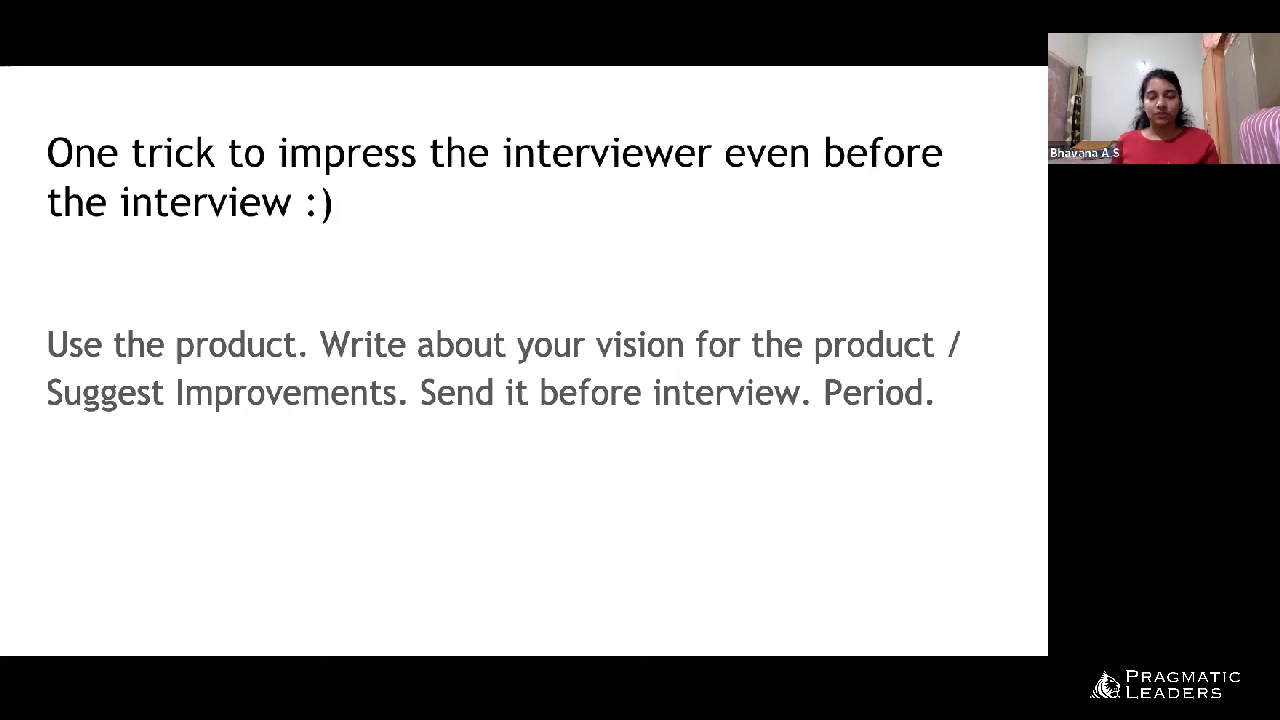 One trick to impress the interviewer even before
the interview :)
Use the product. Write about your vision for the product /
Suggest Improvements. Send it before interview. Period.
Bhavana A S
PRAGMATIC
LEADERS